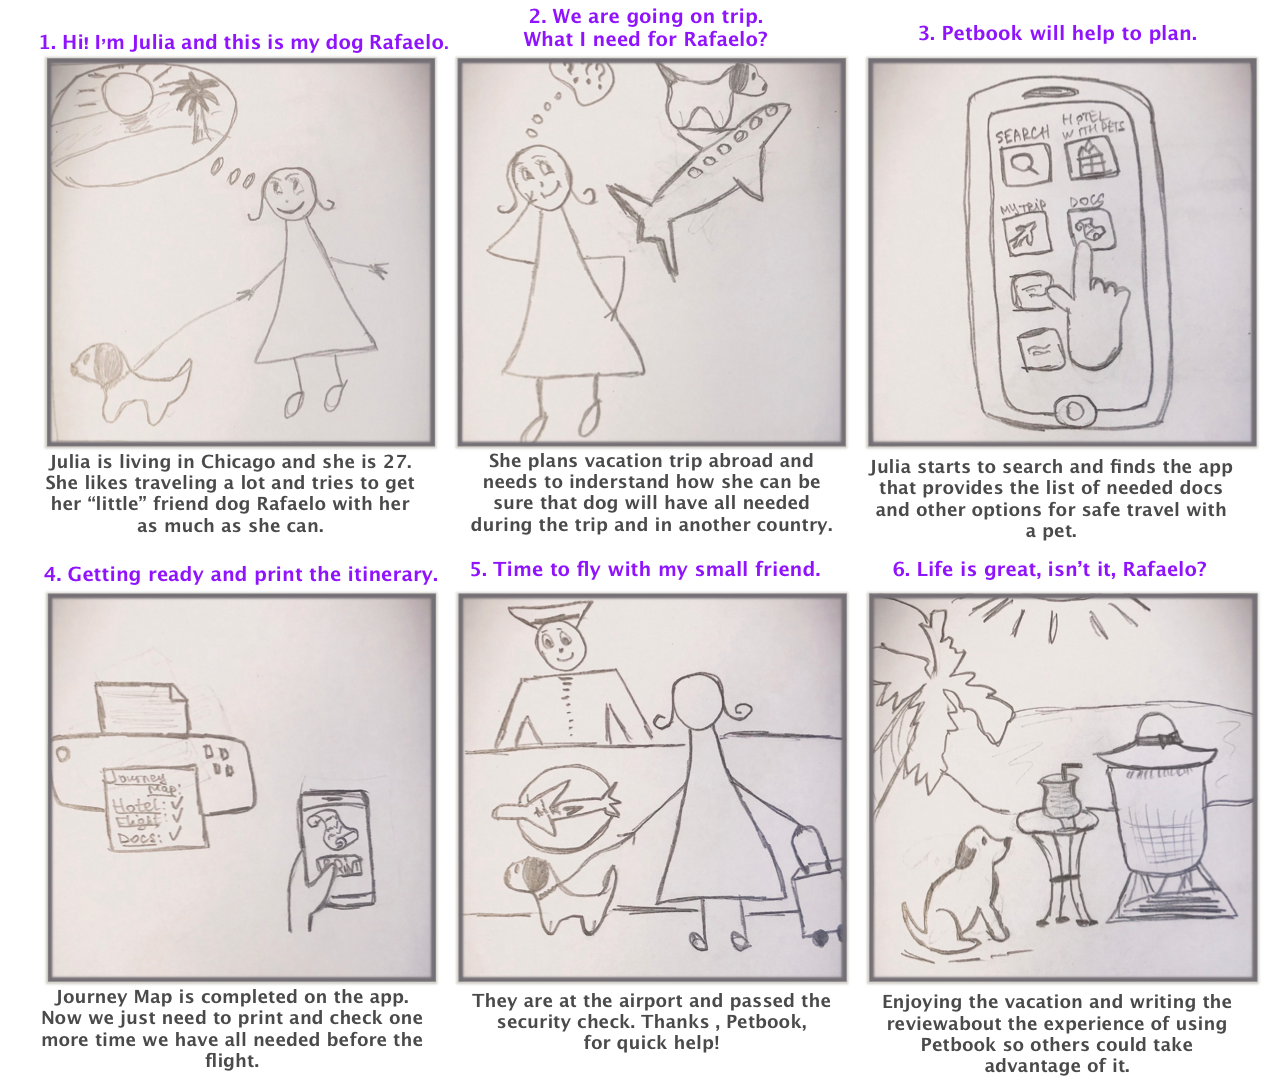 1. Hi! I'm Julia and this is my dog Rafaelo.
Julia is living in Chicago and she is 27.
She likes traveling a lot and tries to get
her “little” friend dog Rafaelo with her
as much as she can.
2. We are going on trip.
What I need for Rafaelo?
She plans vacation trip abroad and
needs to inderstand how she can be
sure that dog will have all needed
during the trip and in another country.
3. Petbook will help to plan.
SEARCH
HOTEL
WITH PETS
MY TRIP
DOCS
Julia starts to search and finds the app
that provides the list of needed docs
and other options for safe travel with
a pet.
4. Getting ready and print the itinerary.
Journey
Map:
Hotel: ✓
Flight: ✓
DOCS: ✓
PRINT
Journey Map is completed on the app.
Now we just need to print and check one
more time we have all needed before the
flight.
5. Time to fly with my small friend.
They are at the airport and passed the
security check. Thanks , Petbook,
for quick help!
6. Life is great, isn’t it, Rafaelo?
Enjoying the vacation and writing the
reviewabout the experience of using
Petbook so others could take
advantage of it.